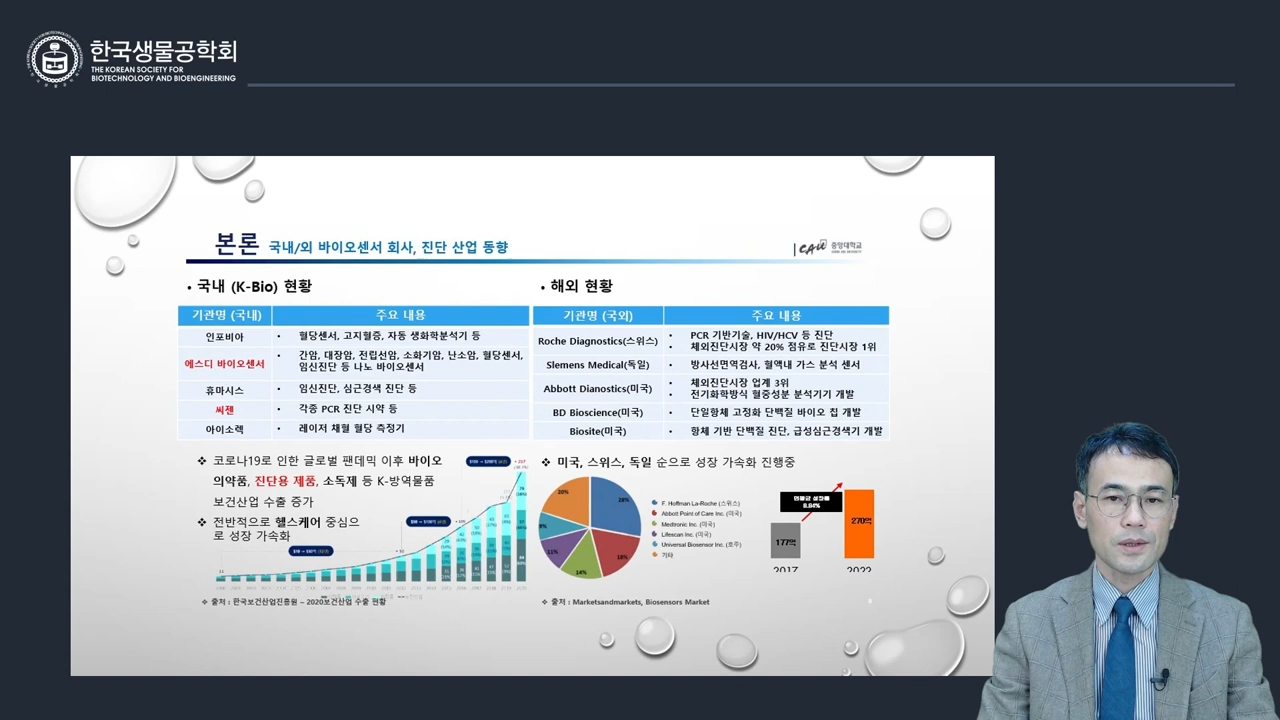 한국생물공학회
THE KOREAN SOCIETY FOR
BIOTECHNOLOGY AND BIOENGINEERING
본론 국내/외 바이오센서 회사, 진단 산업 동향
CAU 중앙대학교
• 국내 (K-Bio) 현황
기관명 (국내) 주요 내용
인포비아 • 혈당센서, 고지혈증, 자동 생화학분석기 등
에스디 바이오센서 • 간암, 대장암, 전립선암, 소화기암, 난소암, 혈당센서,
임신진단 등 나노 바이오센서
휴마시스 • 임신진단, 심근경색 진단 등
씨젠 • 각종 PCR 진단 시약 등
아이소렉 • 레이저 채혈 혈당 측정기
• 해외 현황
기관명 (국외) 주요 내용
Roche Diagnostics(스위스) • PCR 기반기술, HIV/HCV 등 진단
• 체외진단시장 약 20% 점유로 진단시장 1위
Slemens Medical(독일) • 방사선면역검사, 혈액내 가스 분석 센서
Abbott Dianostics(미국) • 체외진단시장 업계 3위
• 전기화학방식 혈중성분 분석기기 개발
BD Bioscience(미국) • 단일항체 고정화 단백질 바이오 칩 개발
Biosite(미국) • 항체 기반 단백질 진단, 급성심근경색기 개발
❖ 코로나19로 인한 글로벌 팬데믹 이후 바이오
의약품, 진단용 제품, 소독제 등 K-방역물품
보건산업 수출 증가
❖ 전반적으로 헬스케어 중심으
로 성장 가속화
❖ 출처 : 한국보건산업진흥원 – 2020보건산업 수출 현황
❖ 미국, 스위스, 독일 순으로 성장 가속화 진행중
20%
28%
18%
14%
11%
F. Hoffman La-Roche (스위스)
Abbott Point of Care Inc. (미국)
Medtronic Inc. (미국)
Lifescan Inc. (미국)
Universal Biosensor Inc. (호주)
기타
연평균 성장률
8.84%
177억
270억
2017
2022
❖ 출처 : Marketsandmarkets, Biosensors Market